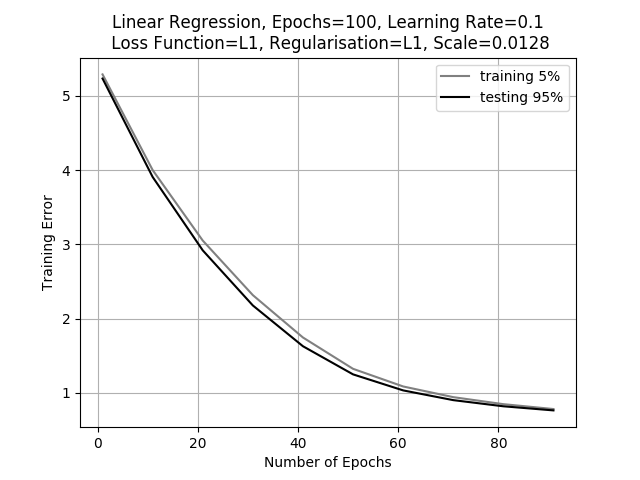 Linear Regression, Epochs=100, Learning Rate=0.1
Loss Function=L1, Regularisation=L1, Scale=0.0128
training 5%
testing 95%
5
4
3
2
1
Training Error
0 20 40 60 80
Number of Epochs